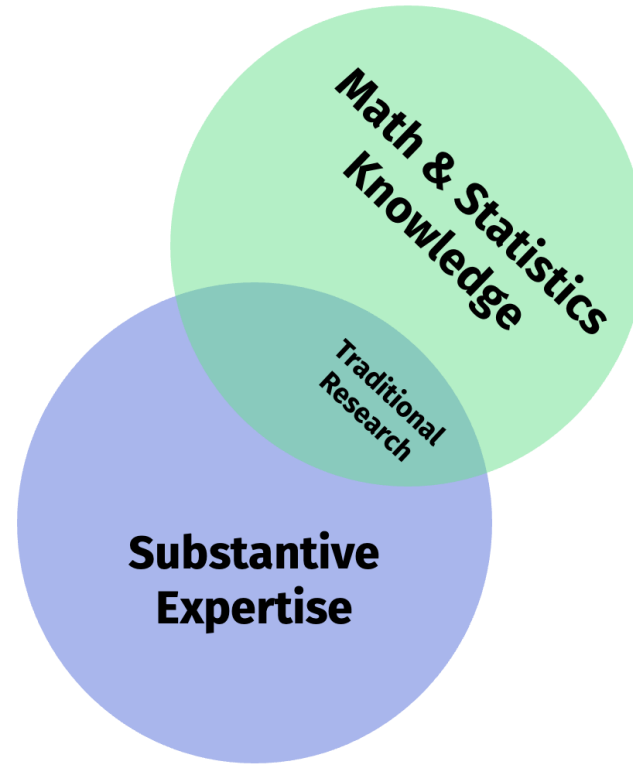 Math & Statistics
Knowledge
Traditional
Research
Substantive
Expertise